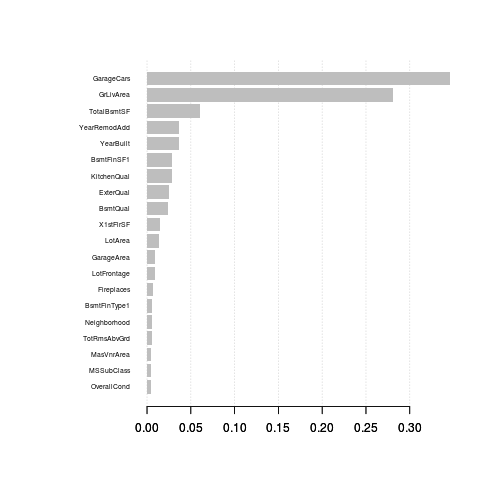 GarageCars
GrLivArea
TotalBsmtSF
YearRemodAdd
YearBuilt
BsmtFinSF1
KitchenQual
ExterQual
BsmtQual
X1stFlrSF
LotArea
GarageArea
LotFrontage
Fireplaces
BsmtFinType1
Neighborhood
TotRmsAbvGrd
MasVnrArea
MSSubClass
OverallCond
0.00 0.05 0.10 0.15 0.20 0.25 0.30